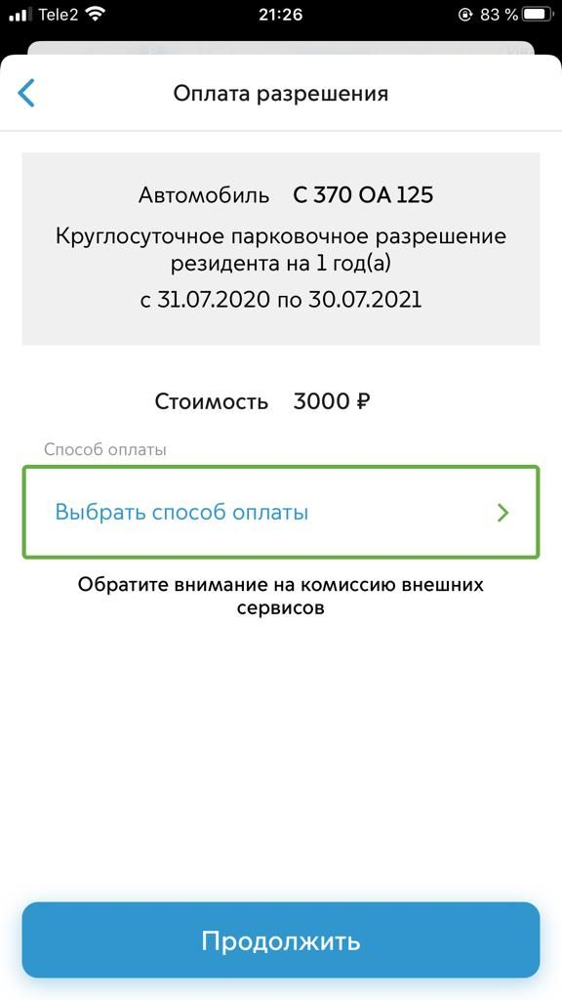 Tele2 21:26 83 %
Оплата разрешения
Автомобиль С 370 ОА 125
Круглосуточное парковочное разрешение
резидента на 1 год(а)
с 31.07.2020 по 30.07.2021
Стоимость 3000 ₽
Способ оплаты
Выбрать способ оплаты
Обратите внимание на комиссию внешних
сервисов
Продолжить